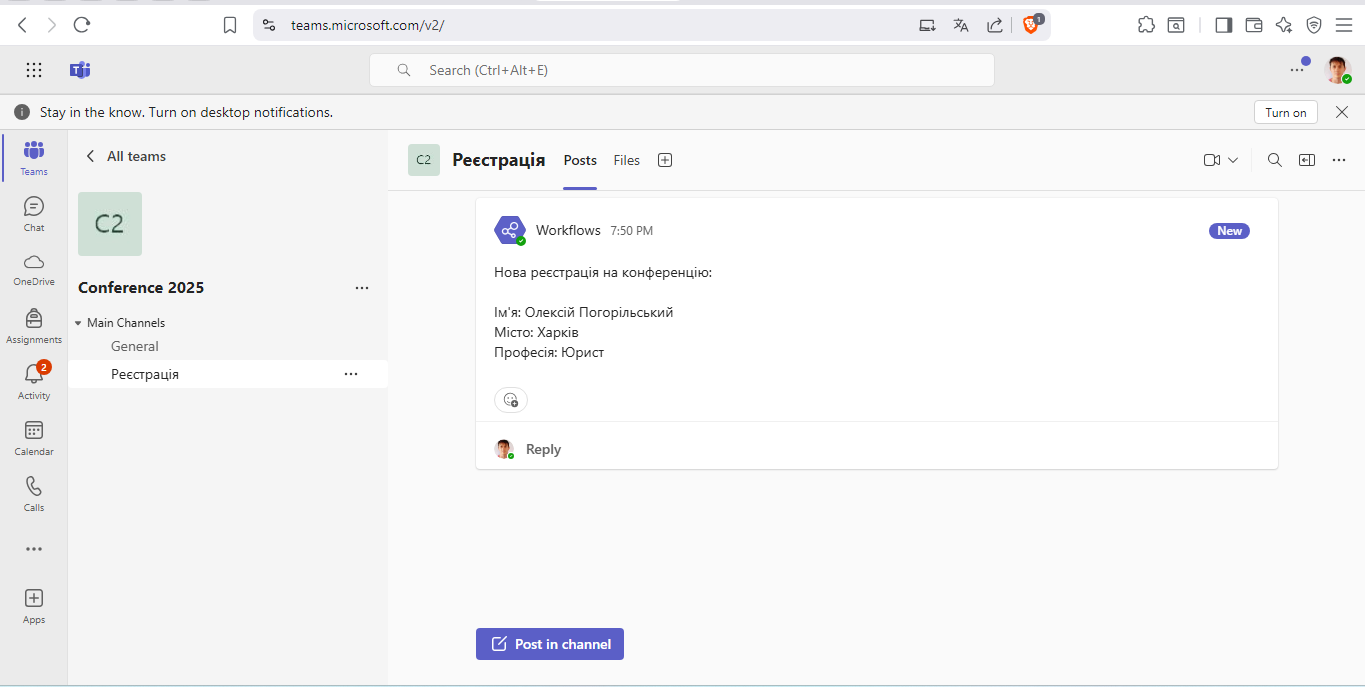 teams.microsoft.com/v2/
1
Search (Ctrl+Alt+E)
Stay in the know. Turn on desktop notifications.
Turn on
Teams
Chat
OneDrive
Assignments
2
Activity
Calendar
Calls
Apps
All teams
C2
Conference 2025
Main Channels
General
Реєстрація
C2
Реєстрація
Posts
Files
Workflows
7:50 PM
New
Нова реєстрація на конференцію:
Ім'я: Олексій Погорільський
Місто: Харків
Професія: Юрист
Reply
Post in channel